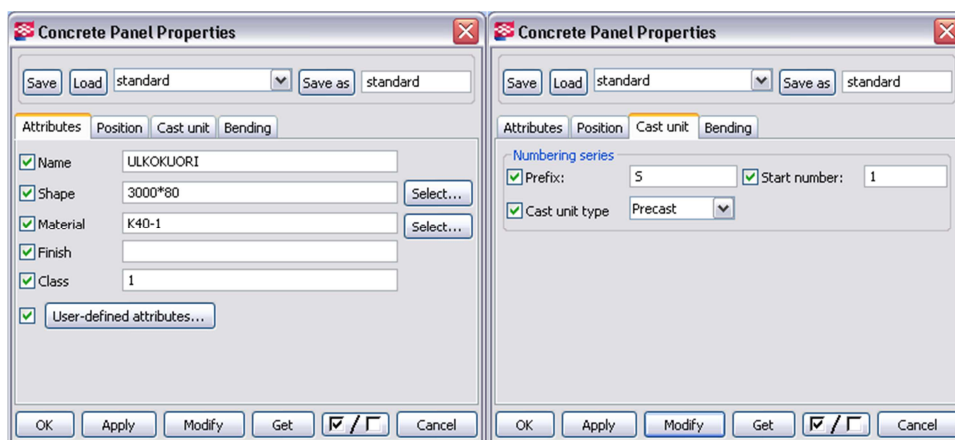 Concrete Panel Properties
Save Load standard Save as standard
Attributes Position Cast unit Bending
Name ULKOKUORI
Shape 3000*80 Select...
Material K40-1 Select...
Finish
Class 1
User-defined attributes...
OK Apply Modify Get / Cancel
Concrete Panel Properties
Save Load standard Save as standard
Attributes Position Cast unit Bending
Numbering series
Prefix: S Start number: 1
Cast unit type Precast
OK Apply Modify Get / Cancel